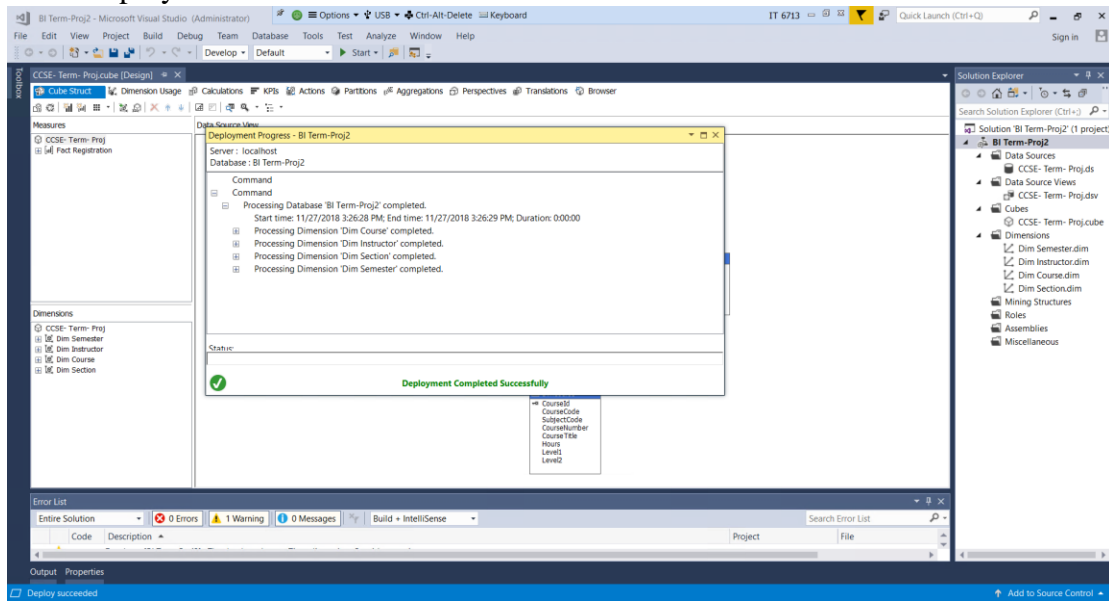 BI Term-Proj2 - Microsoft Visual Studio (Administrator)
Options USB Ctrl-Alt-Delete Keyboard
IT 6713
Quick Launch (Ctrl+Q)
File Edit View Project Build Debug Team Database Tools Test Analyze Window Help
Sign in
Develop Default Start
Toolbox
CCSE- Term- Proj.cube [Design]
Cube Struct Dimension Usage Calculations KPIs Actions Partitions Aggregations Perspectives Translations Browser
Measures
CCSE- Term- Proj
Fact Registration
Dimensions
CCSE- Term- Proj
Dim Semester
Dim Instructor
Dim Course
Dim Section
Data Source View
Deployment Progress - BI Term-Proj2
Server : localhost
Database : BI Term-Proj2
Command
Command
Processing Database 'BI Term-Proj2' completed.
Start time: 11/27/2018 3:26:28 PM; End time: 11/27/2018 3:26:29 PM; Duration: 0:00:00
Processing Dimension 'Dim Course' completed.
Processing Dimension 'Dim Instructor' completed.
Processing Dimension 'Dim Section' completed.
Processing Dimension 'Dim Semester' completed.
Status:
Deployment Completed Successfully
CourseId
CourseCode
SubjectCode
CourseNumber
CourseTitle
Hours
Level1
Level2
Solution Explorer
Search Solution Explorer (Ctrl+;)
Solution 'BI Term-Proj2' (1 project)
BI Term-Proj2
Data Sources
CCSE- Term- Proj.ds
Data Source Views
CCSE- Term- Proj.dsv
Cubes
CCSE- Term- Proj.cube
Dimensions
Dim Semester.dim
Dim Instructor.dim
Dim Course.dim
Dim Section.dim
Mining Structures
Roles
Assemblies
Miscellaneous
Error List
Entire Solution 0 Errors 1 Warning 0 Messages Build + IntelliSense
Search Error List
Code Description Project File
Output Properties
Deploy succeeded
Add to Source Control